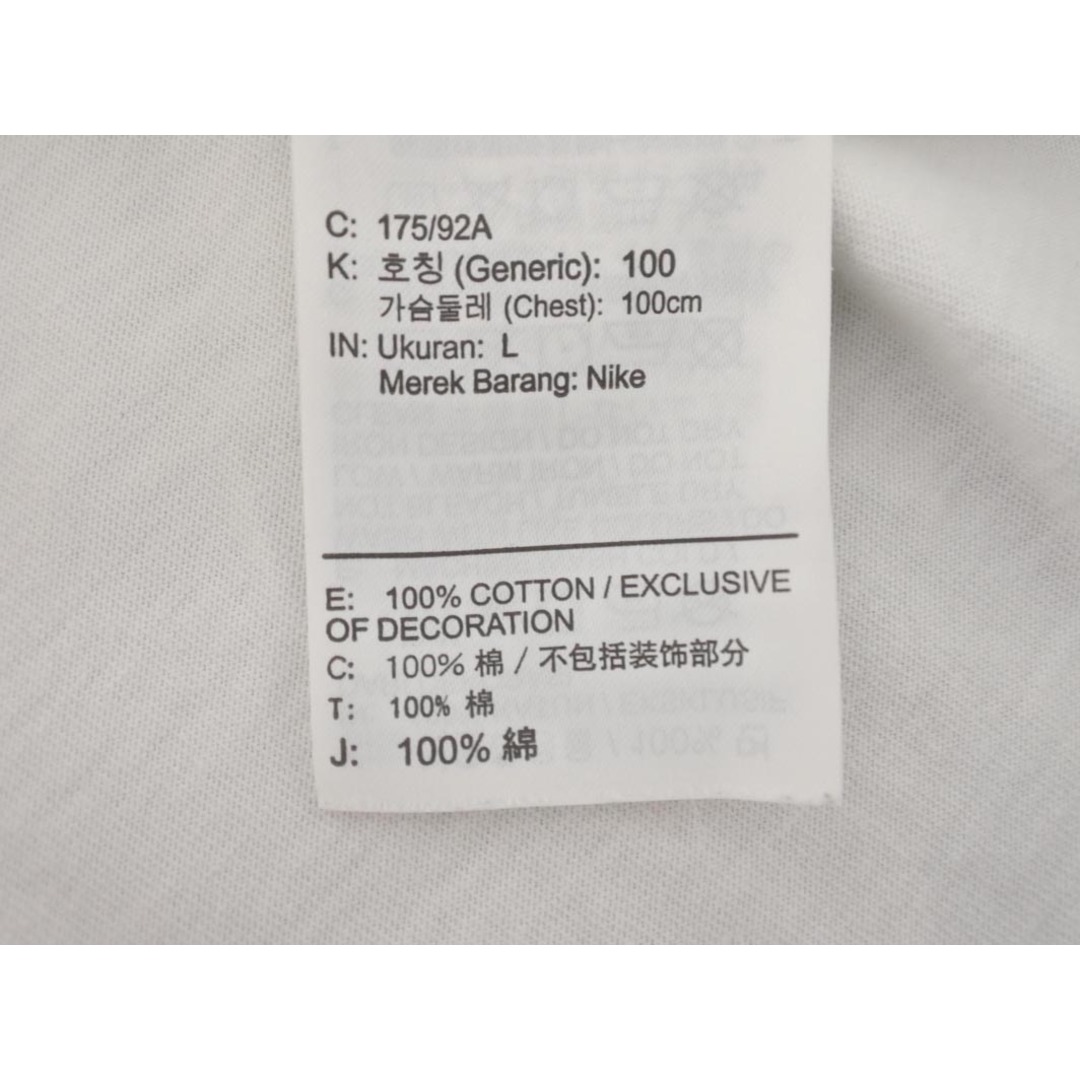 C: 175/92A
K: 호칭 (Generic): 100
가슴둘레 (Chest): 100cm
IN: Ukuran: L
Merek Barang: Nike
E: 100% COTTON / EXCLUSIVE
OF DECORATION
C: 100% 棉 / 不包括装饰部分
T: 100% 棉
J: 100% 綿